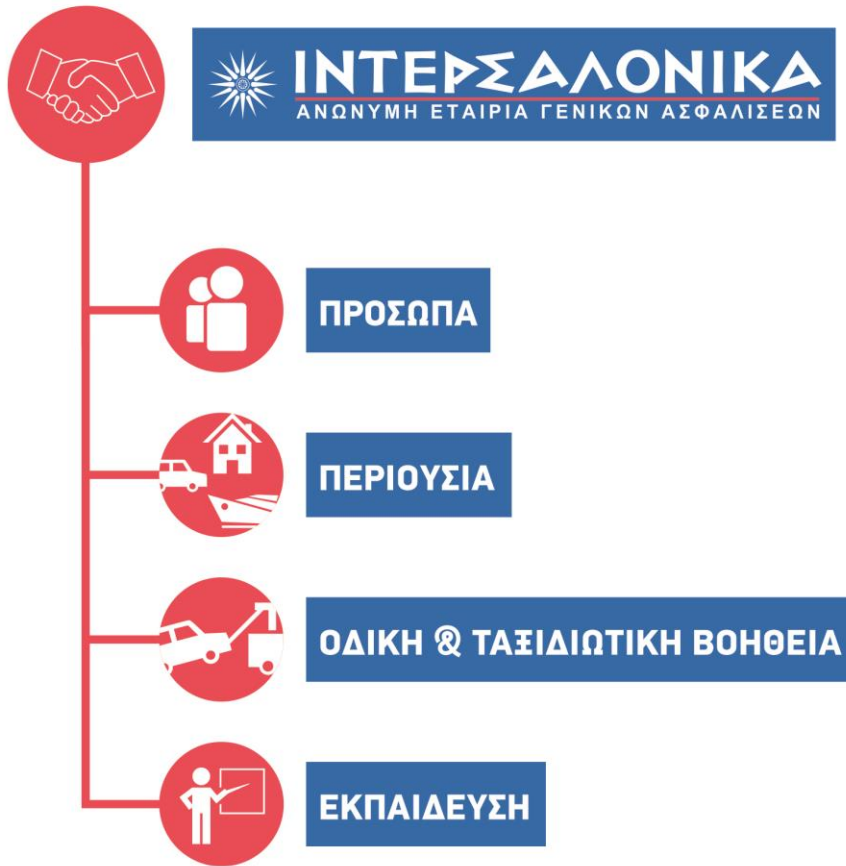 ΙΝΤΕΡΣΑΛΟΝΙΚΑ
ΑΝΩΝΥΜΗ ΕΤΑΙΡΙΑ ΓΕΝΙΚΩΝ ΑΣΦΑΛΙΣΕΩΝ
ΠΡΟΣΩΠΑ
ΠΕΡΙΟΥΣΙΑ
ΟΔΙΚΗ & ΤΑΞΙΔΙΩΤΙΚΗ ΒΟΗΘΕΙΑ
ΕΚΠΑΙΔΕΥΣΗ